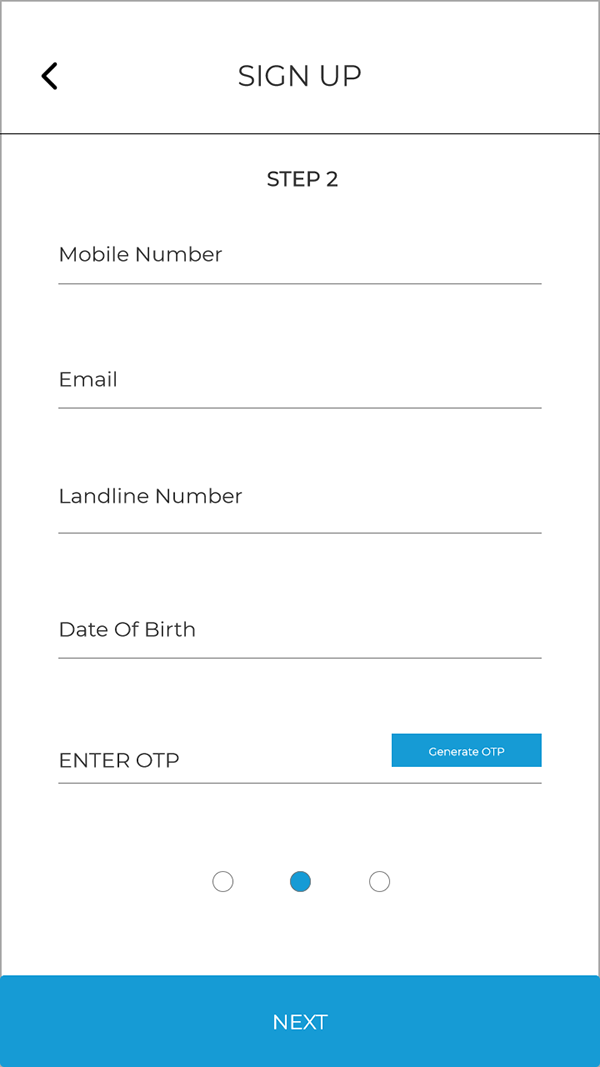 SIGN UP
STEP 2
Mobile Number
Email
Landline Number
Date Of Birth
ENTER OTP
Generate OTP
NEXT